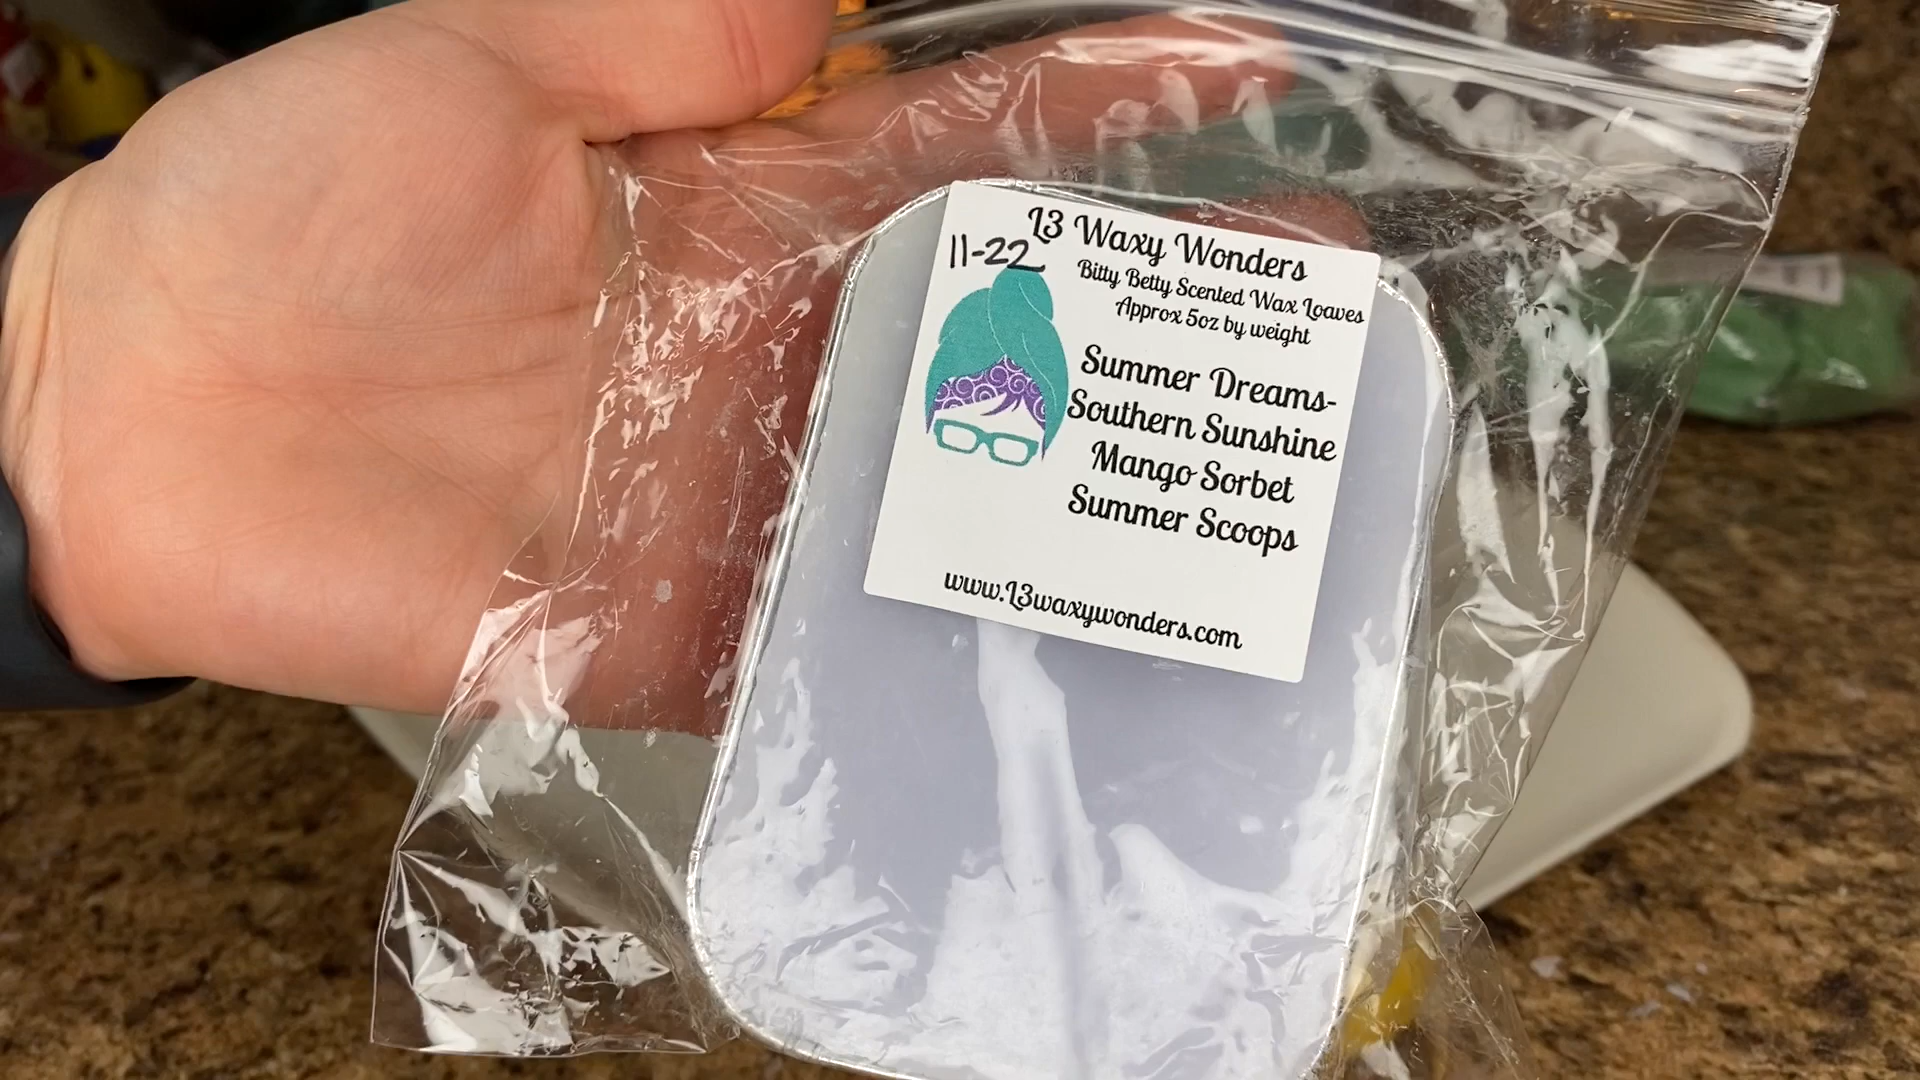 L3 Waxy Wonders
11-22
Bitty Betty Scented Wax Loaves
Approx 5oz by weight
Summer Dreams-
Southern Sunshine
Mango Sorbet
Summer Scoops
www.L3waxywonders.com